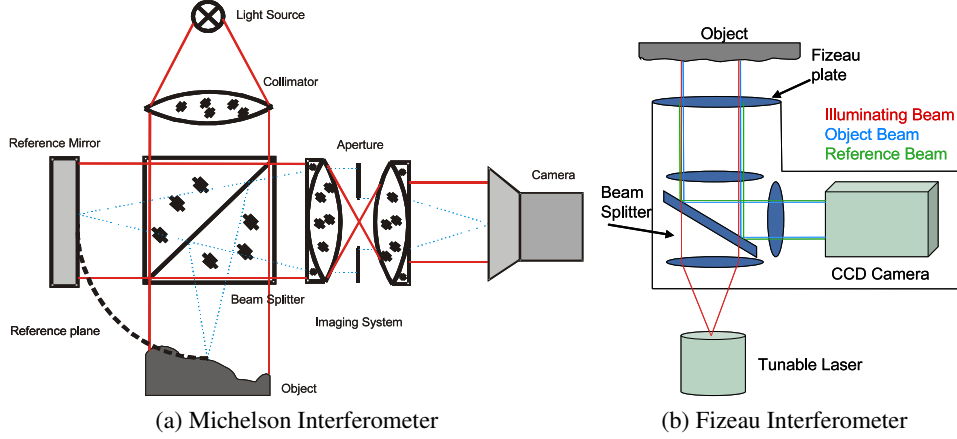 Light Source
Collimator
Reference Mirror
Aperture
Camera
Beam Splitter
Reference plane
Imaging System
Object
(a) Michelson Interferometer
Object
Fizeau
plate
Illuminating Beam
Object Beam
Reference Beam
Beam
Splitter
CCD Camera
Tunable Laser
(b) Fizeau Interferometer